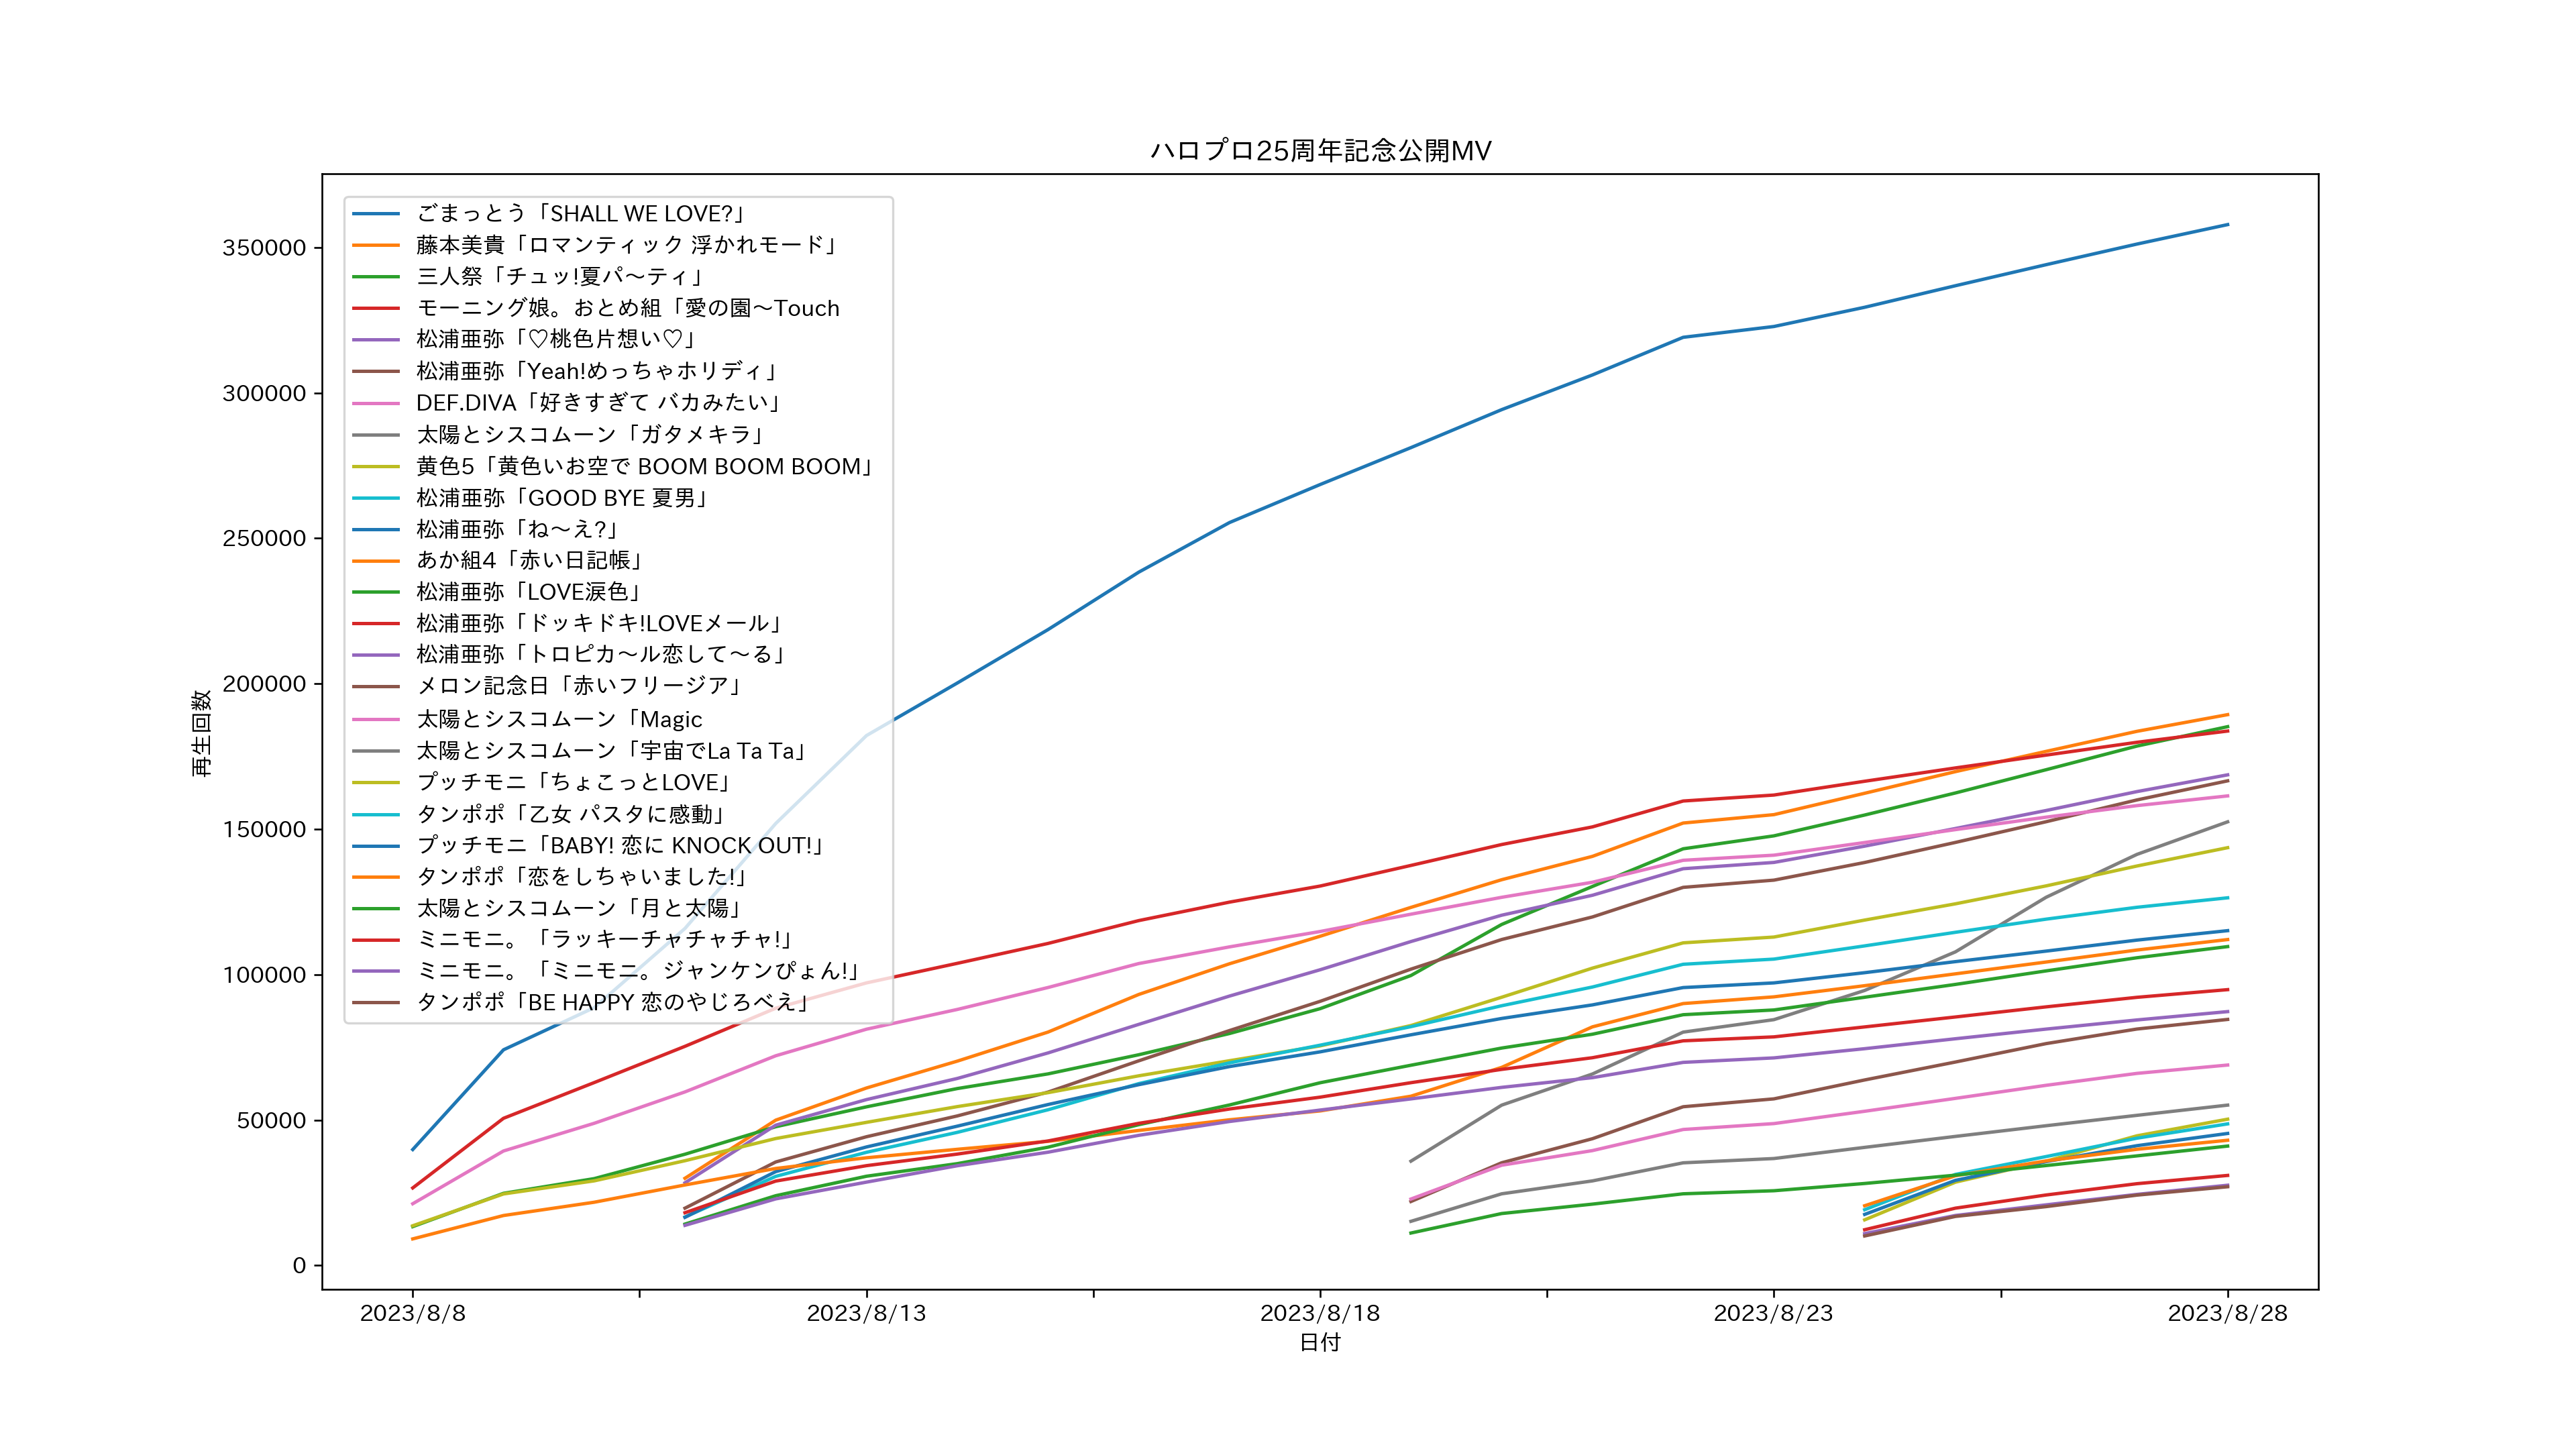 ハロプロ25周年記念公開MV
ごまっとう「SHALL WE LOVE?」
藤本美貴「ロマンティック 浮かれモード」
三人祭「チュッ!夏パ〜ティ」
モーニング娘。おとめ組「愛の園〜Touch
松浦亜弥「♡桃色片想い♡」
松浦亜弥「Yeah!めっちゃホリディ」
DEF.DIVA「好きすぎて バカみたい」
太陽とシスコムーン「ガタメキラ」
黄色5「黄色いお空で BOOM BOOM BOOM」
松浦亜弥「GOOD BYE 夏男」
松浦亜弥「ね〜え?」
あか組4「赤い日記帳」
松浦亜弥「LOVE涙色」
松浦亜弥「ドッキドキ!LOVEメール」
松浦亜弥「トロピカ〜ル恋して〜る」
メロン記念日「赤いフリージア」
太陽とシスコムーン「Magic
太陽とシスコムーン「宇宙でLa Ta Ta」
プッチモニ「ちょこっとLOVE」
タンポポ「乙女 パスタに感動」
プッチモニ「BABY! 恋に KNOCK OUT!」
タンポポ「恋をしちゃいました!」
太陽とシスコムーン「月と太陽」
ミニモニ。「ラッキーチャチャチャ!」
ミニモニ。「ミニモニ。ジャンケンぴょん!」
タンポポ「BE HAPPY 恋のやじろべえ」
350000
300000
250000
200000
150000
100000
50000
0
再生回数
2023/8/8
2023/8/13
2023/8/18
2023/8/23
2023/8/28
日付